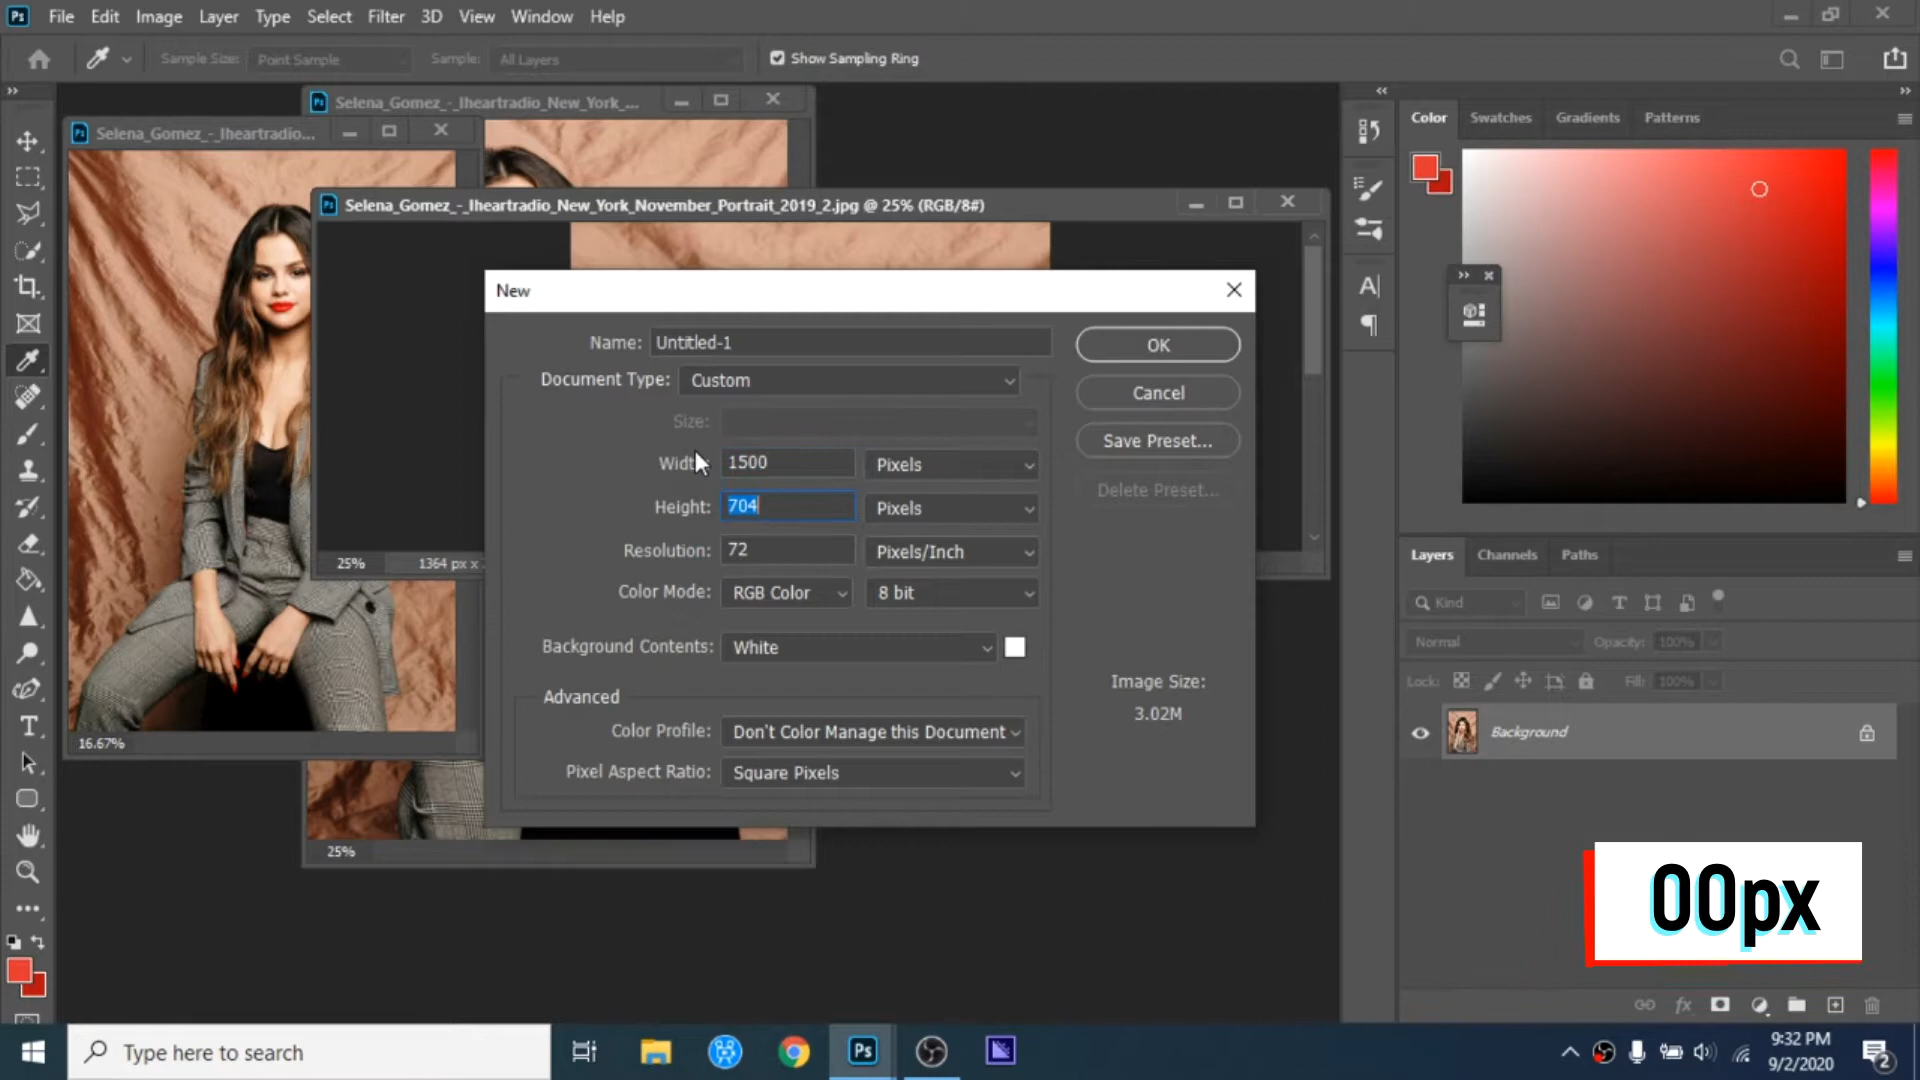 Ps File Edit Image Layer Type Select Filter 3D View Window Help
Sample Size: Point Sample Sample: All Layers Show Sampling Ring
Ps Selena_Gomez_-_Iheartradio_New_York_...
Ps Selena_Gomez_-_Iheartradio...
Ps Selena_Gomez_-_Iheartradio_New_York_November_Portrait_2019_2.jpg @ 25% (RGB/8#)
New
Name: Untitled-1
OK
Document Type: Custom
Cancel
Size:
Save Preset...
Width: 1500 Pixels
Delete Preset...
Height: 704 Pixels
Resolution: 72 Pixels/Inch
Color Mode: RGB Color 8 bit
Background Contents: White
Image Size:
3.02M
Advanced
Color Profile: Don't Color Manage this Document
Pixel Aspect Ratio: Square Pixels
25% 1364 px x
16.67%
25%
Color Swatches Gradients Patterns
Layers Channels Paths
Kind
Normal Opacity: 100%
Lock: Fill: 100%
Background
fx
00px
Type here to search
Ps
9:32 PM
9/2/2020
2